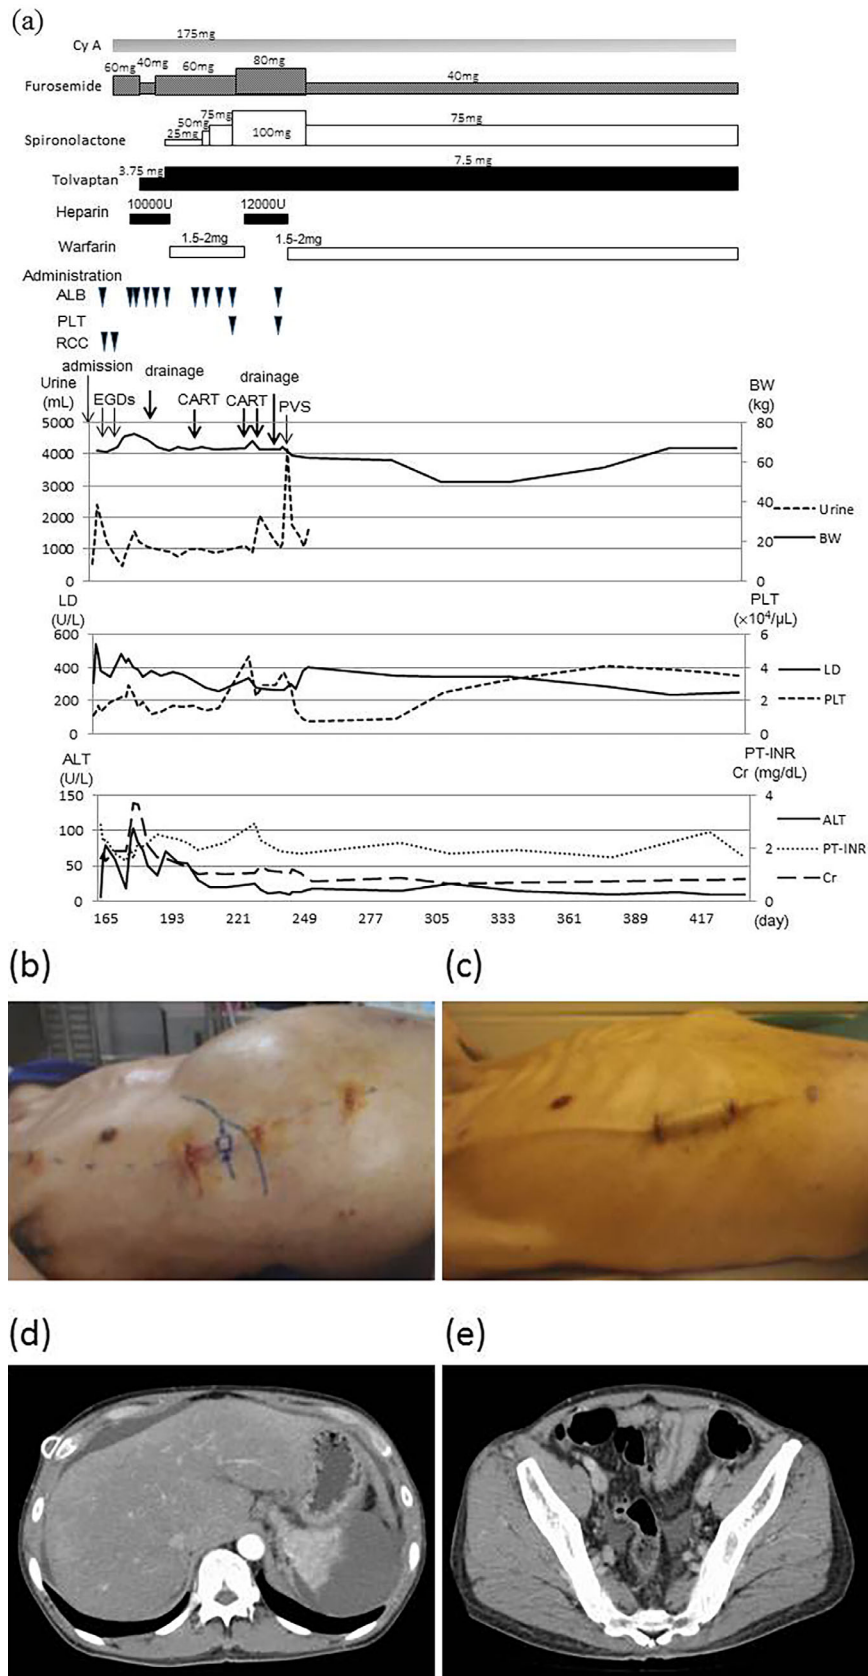 (a)
175mg
Cy A
60mg 40mg 60mg 80mg 40mg
Furosemide
25mg 50mg 75mg 100mg 75mg
Spironolactone
3.75 mg 7.5 mg
Tolvaptan
10000U 12000U
Heparin
1.5-2mg 1.5-2mg
Warfarin
Administration
ALB
PLT
RCC
admission
drainage drainage
EGDs CART CART PVS
Urine (mL) BW (kg)
5000 80
4000 60
3000
2000 40
1000 20
0 0
Urine
BW
LD (U/L) PLT (×10⁴/μL)
600 6
400 4
200 2
0 0
LD
PLT
ALT (U/L) PT-INR Cr (mg/dL)
150 4
100 2
50
0 0
ALT
PT-INR
Cr
165 193 221 249 277 305 333 361 389 417 (day)
(b) (c)
(d) (e)